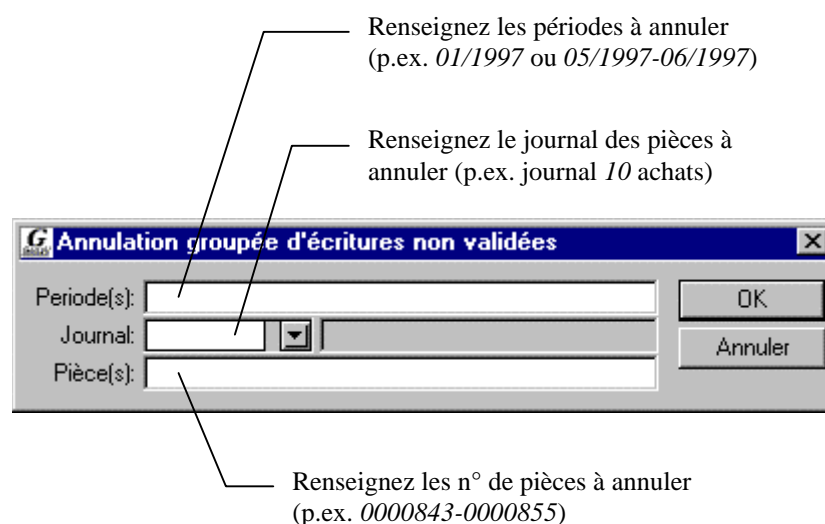 Renseignez les périodes à annuler
(p.ex. 01/1997 ou 05/1997-06/1997)
Renseignez le journal des pièces à
annuler (p.ex. journal 10 achats)
Annulation groupée d'écritures non validées
Periode(s):
OK
Journal:
Annuler
Pièce(s):
Renseignez les n° de pièces à annuler
(p.ex. 0000843-0000855)